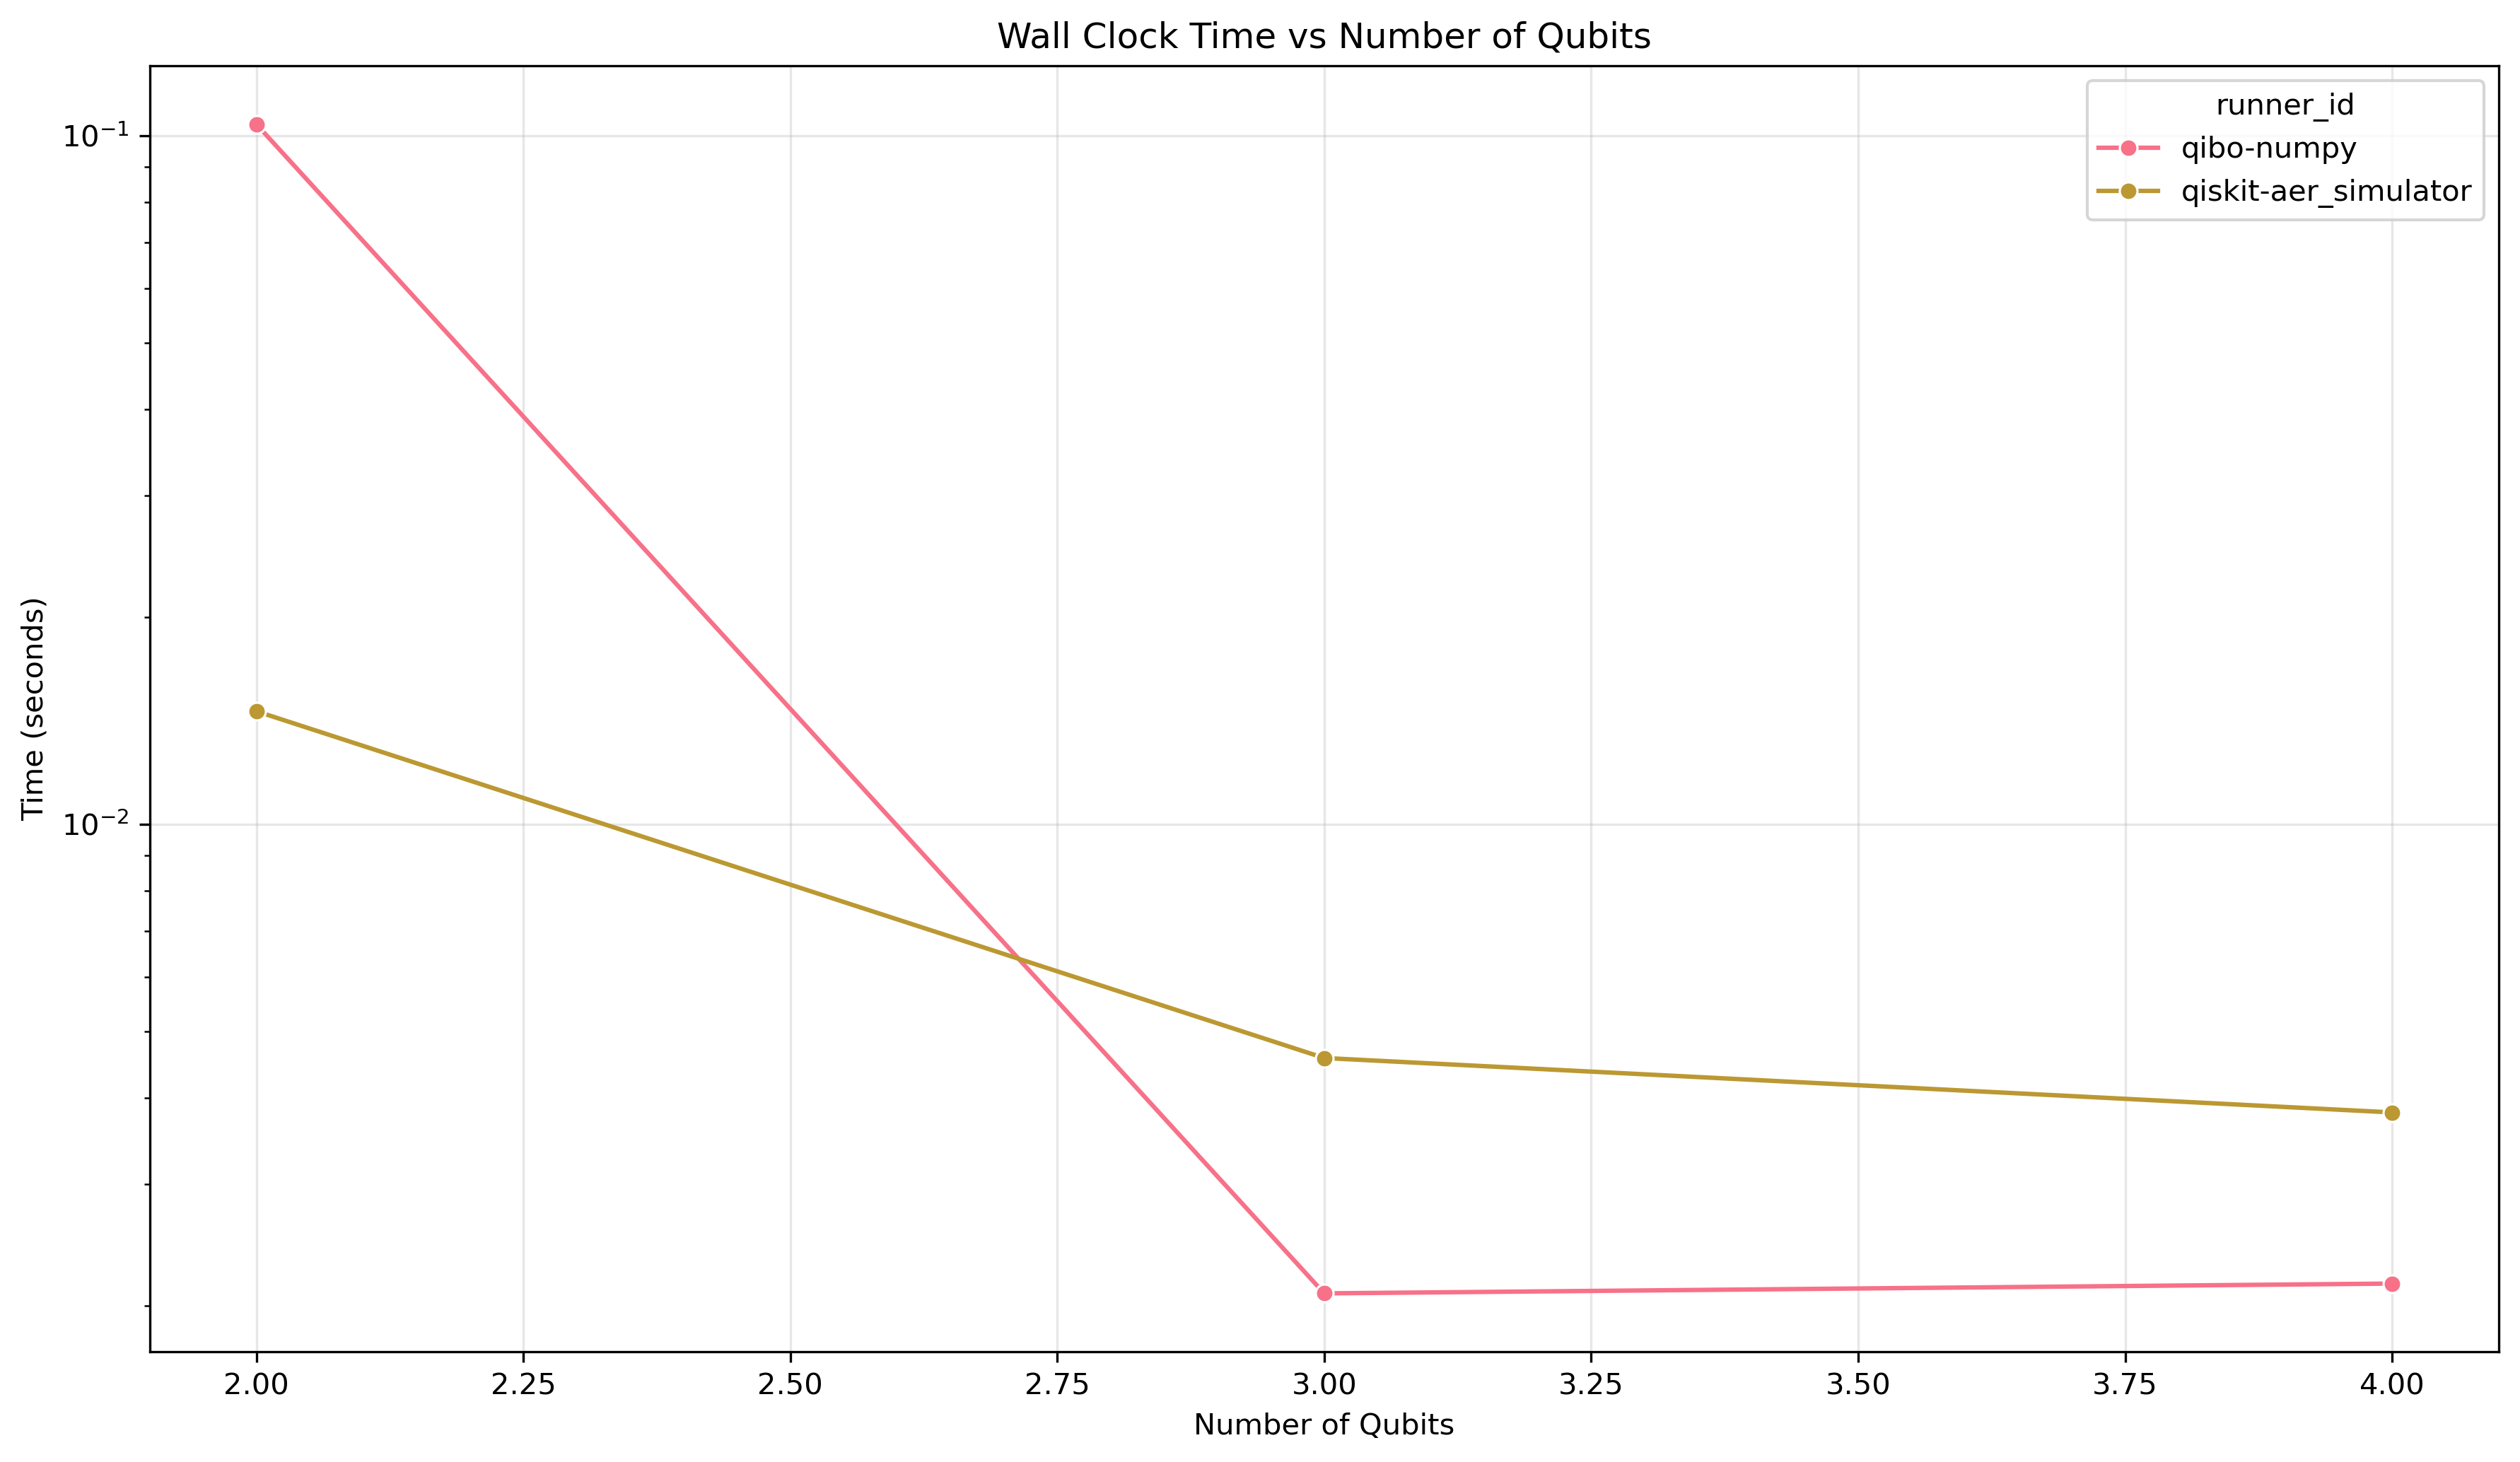 Wall Clock Time vs Number of Qubits
runner_id
qibo-numpy
qiskit-aer_simulator
Time (seconds)
10⁻¹
10⁻²
2.00 2.25 2.50 2.75 3.00 3.25 3.50 3.75 4.00
Number of Qubits